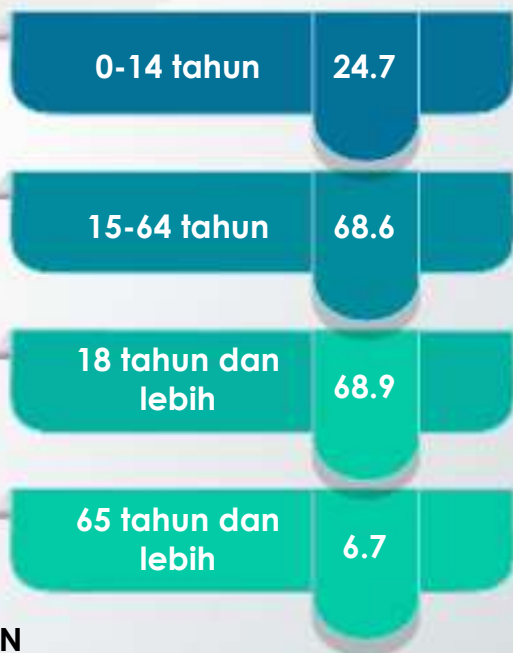 0-14 tahun 24.7
15-64 tahun 68.6
18 tahun dan
lebih 68.9
65 tahun dan
lebih 6.7
N